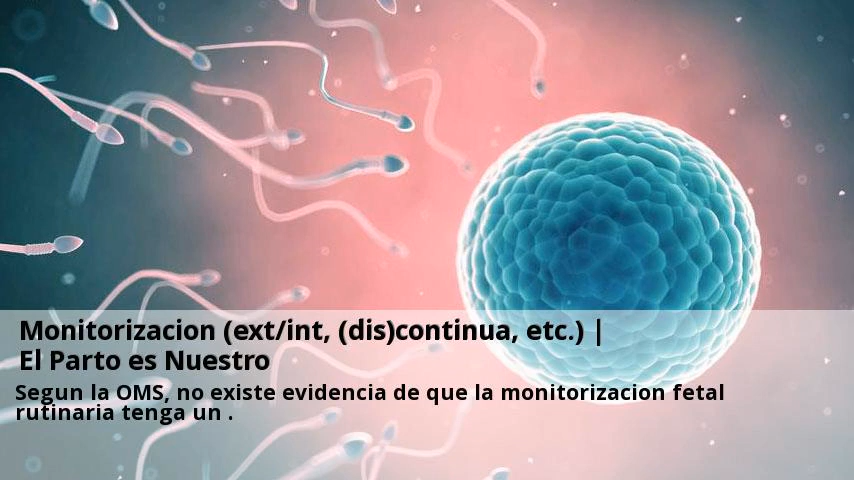 Monitorizacion (ext/int, (dis)continua, etc.) |
El Parto es Nuestro
Segun la OMS, no existe evidencia de que la monitorizacion fetal
rutinaria tenga un .